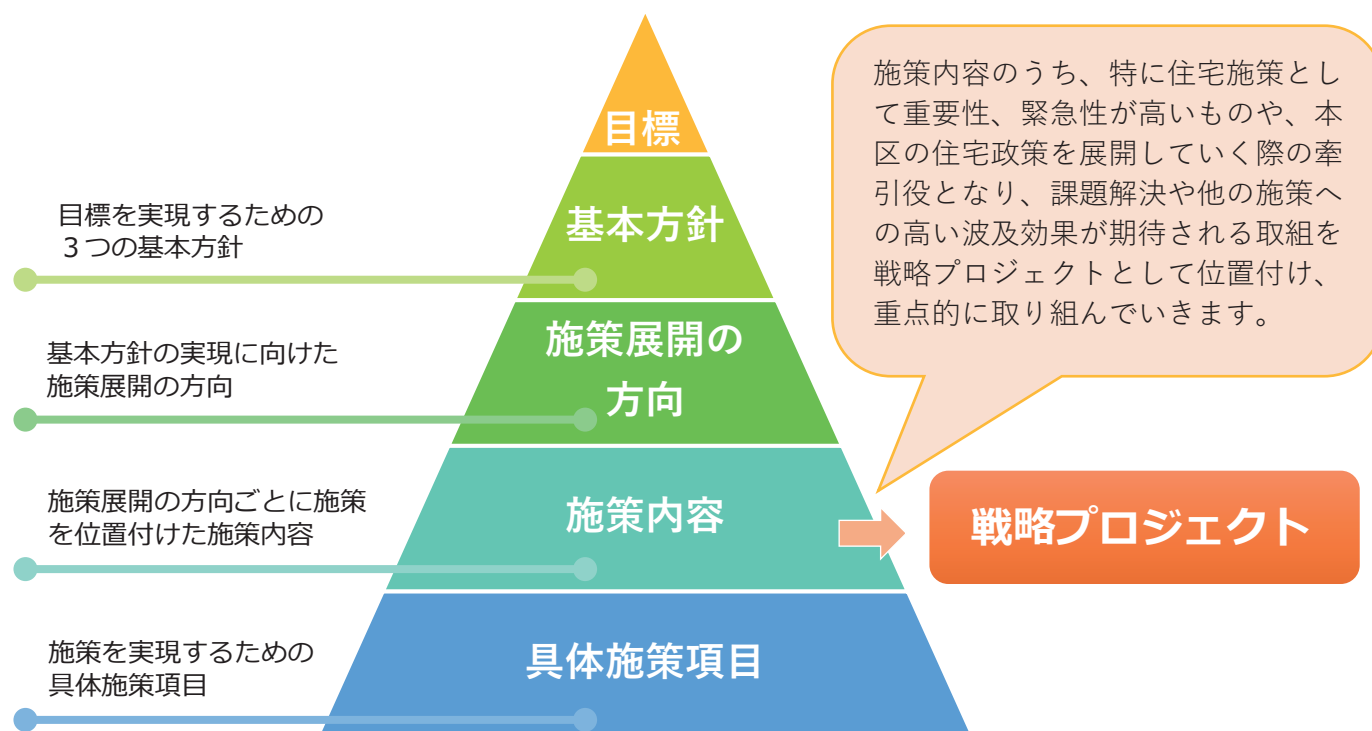 目標
基本方針
施策展開の
方向
施策内容
具体施策項目
目標を実現するための
３つの基本方針
基本方針の実現に向けた
施策展開の方向
施策展開の方向ごとに施策
を位置付けた施策内容
施策を実現するための
具体施策項目
施策内容のうち、特に住宅施策とし
て重要性、緊急性が高いものや、本
区の住宅政策を展開していく際の牽
引役となり、課題解決や他の施策へ
の高い波及効果が期待される取組を
戦略プロジェクトとして位置付け、
重点的に取り組んでいきます。
戦略プロジェクト